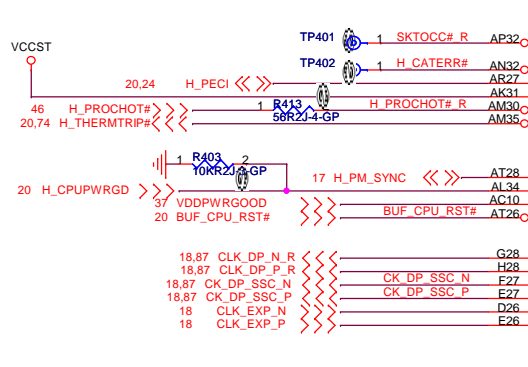 TP401 1 SKTOCC#_R AP32
VCCST
TP402 1 H_CATERR# AN32
20,24 H_PECI AR27
AK31
46 H_PROCHOT# 1 R413 H_PROCHOT#_R AM30
20,74 H_THERMTRIP# 56R2J-4-GP AM35
1 R403 2
10KR2J-3-GP
17 H_PM_SYNC AT28
20 H_CPUPWRGD AL34
37 VDDPWRGOOD AC10
20 BUF_CPU_RST# BUF_CPU_RST# AT26
18,87 CLK_DP_N_R G28
18,87 CLK_DP_P_R H28
18,87 CK_DP_SSC_N CK_DP_SSC_N F27
18,87 CK_DP_SSC_P CK_DP_SSC_P E27
18 CLK_EXP_N D26
18 CLK_EXP_P E26